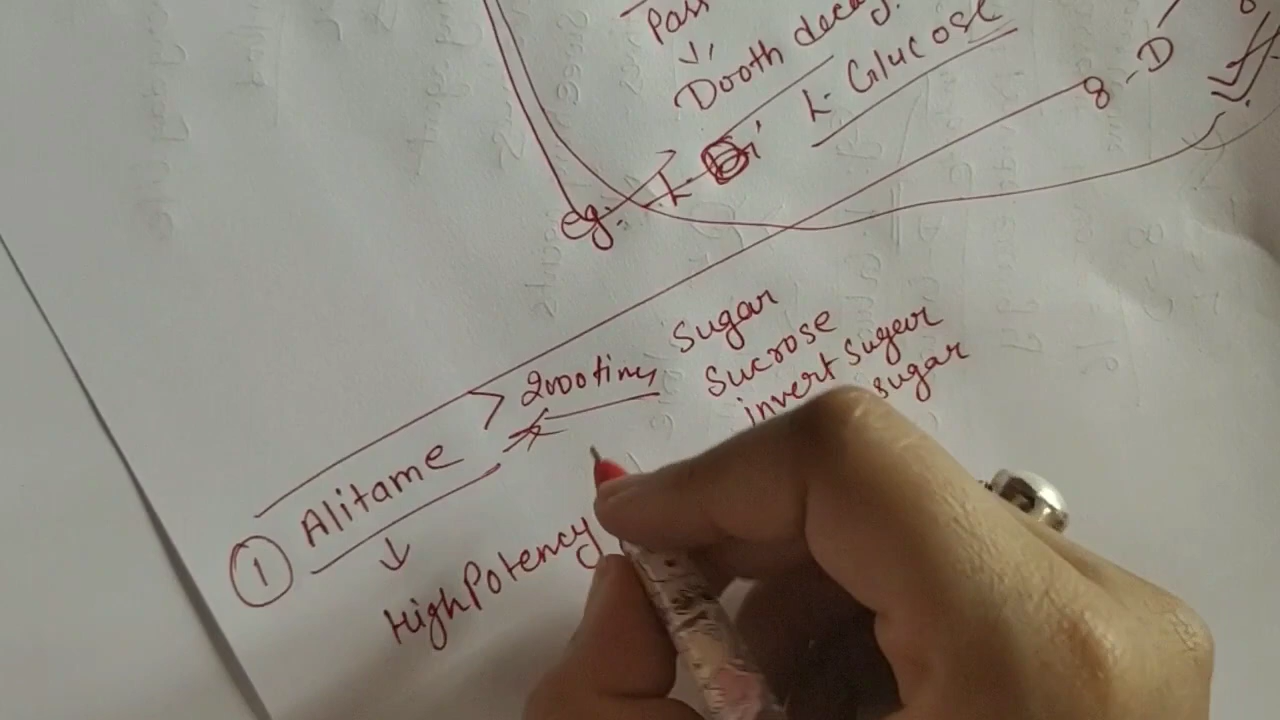 Pass
Dooth decay.
L. Glucose
eg:
8-D
2000 times
Sugar
Sucrose
invert sugar
sugar
① Alitame
High Potency